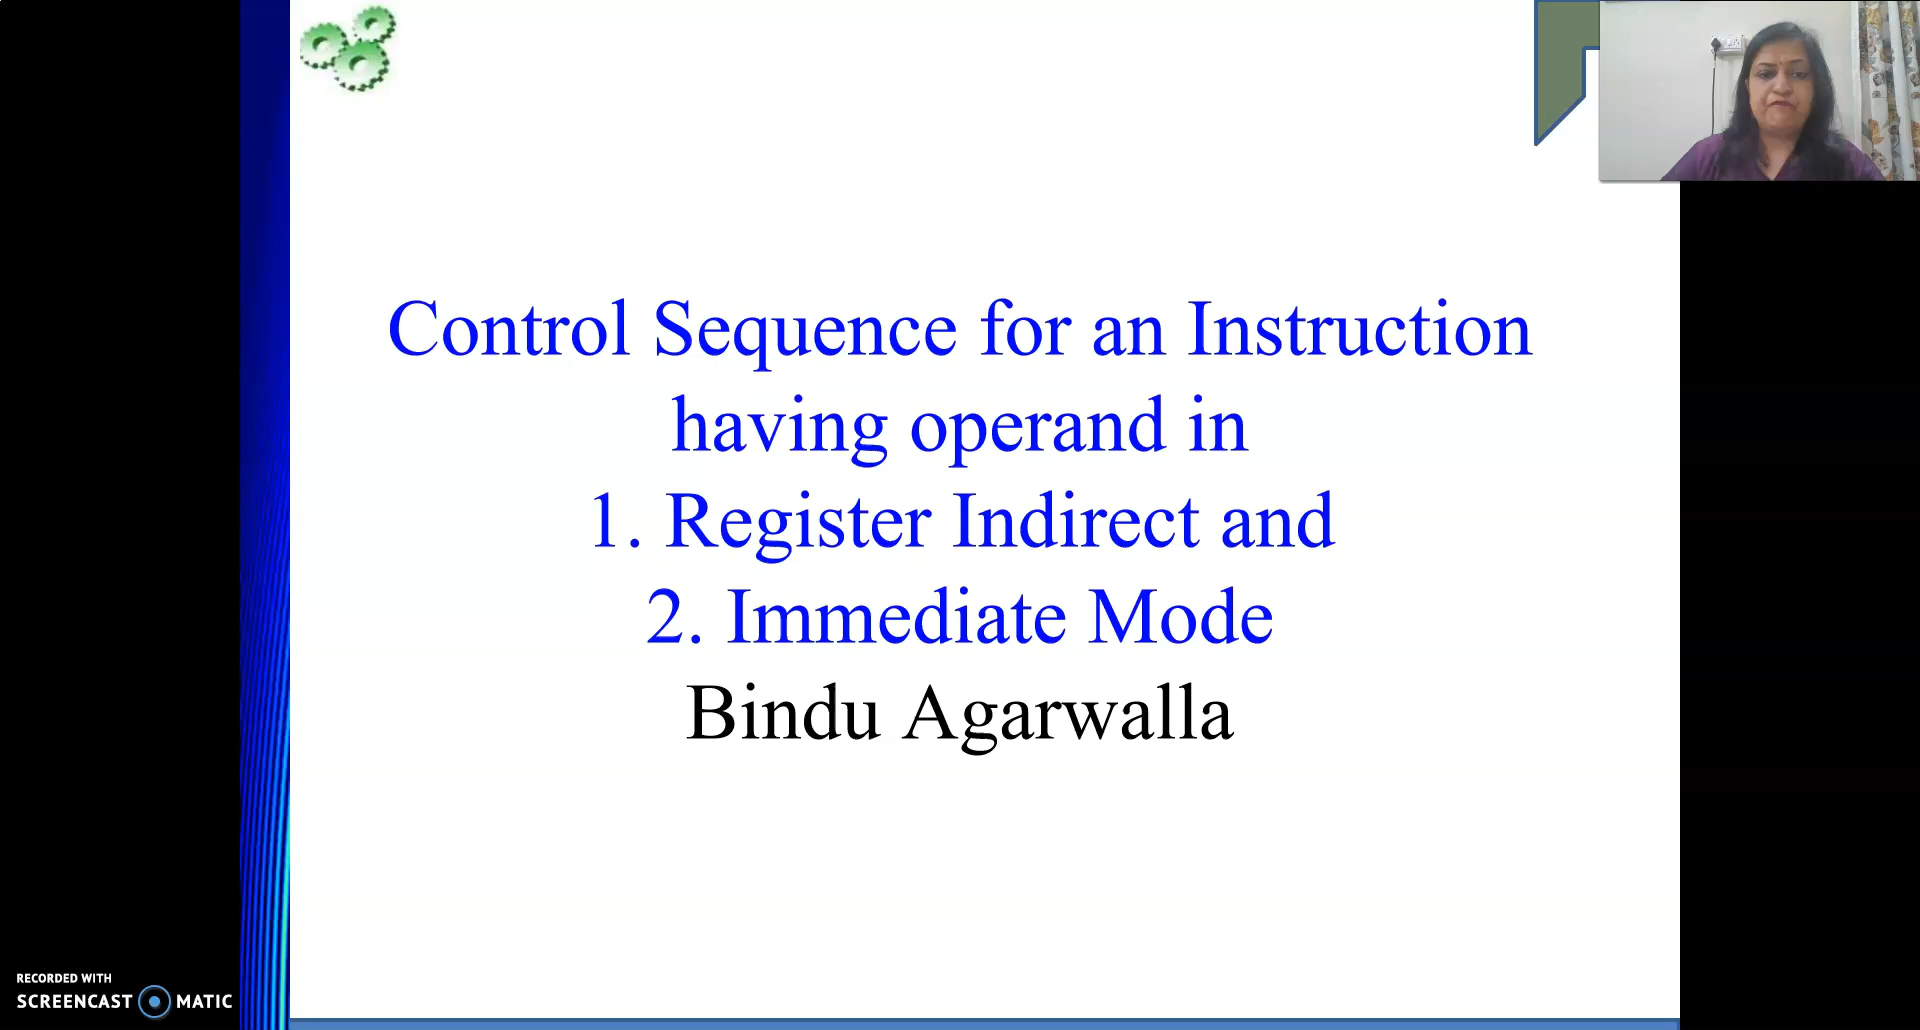 Control Sequence for an Instruction
having operand in
1. Register Indirect and
2. Immediate Mode
Bindu Agarwalla
RECORDED WITH
SCREENCAST MATIC